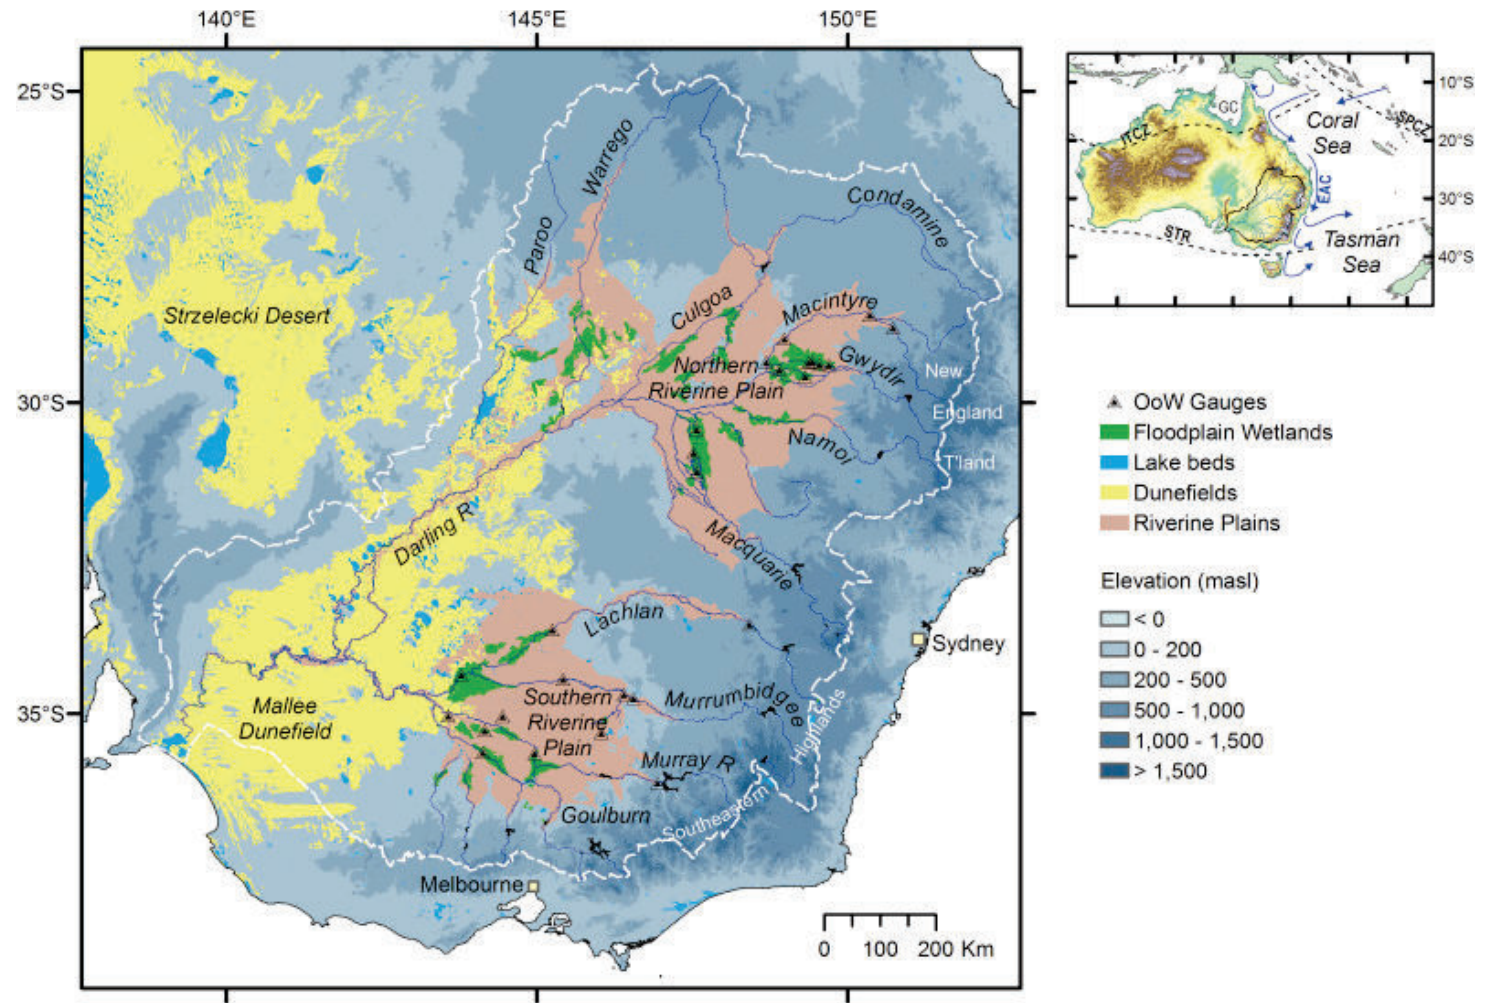 140°E
145°E
150°E
25°S
30°S
35°S
Warrego
Paroo
Condamine
Strzelecki Desert
Culgoa
Macintyre
Northern
Riverine Plain
Gwydir
New
England
T'land
Namoi
Darling R
Macquarie
Lachlan
Sydney
Mallee
Dunefield
Southern
Riverine
Plain
Murrumbidgee
Highlands
Murray R
Goulburn
Southeastern
Melbourne
0 100 200 Km
10°S
20°S
30°S
40°S
GC
ITCZ
SPCZ
Coral
Sea
EAC
STR
Tasman
Sea
OoW Gauges
Floodplain Wetlands
Lake beds
Dunefields
Riverine Plains
Elevation (masl)
< 0
0 - 200
200 - 500
500 - 1,000
1,000 - 1,500
> 1,500